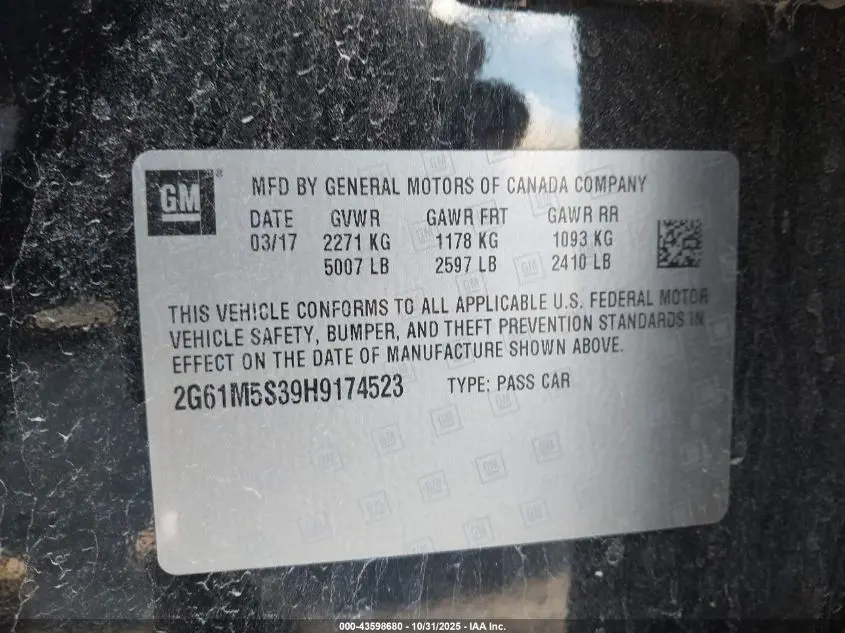 GM ®
MFD BY GENERAL MOTORS OF CANADA COMPANY
DATE GVWR GAWR FRT GAWR RR
03/17 2271 KG 1178 KG 1093 KG
5007 LB 2597 LB 2410 LB
THIS VEHICLE CONFORMS TO ALL APPLICABLE U.S. FEDERAL MOTOR
VEHICLE SAFETY, BUMPER, AND THEFT PREVENTION STANDARDS IN
EFFECT ON THE DATE OF MANUFACTURE SHOWN ABOVE.
2G61M5S39H9174523 TYPE: PASS CAR
000-43598680 - 10/31/2025 - IAA Inc.